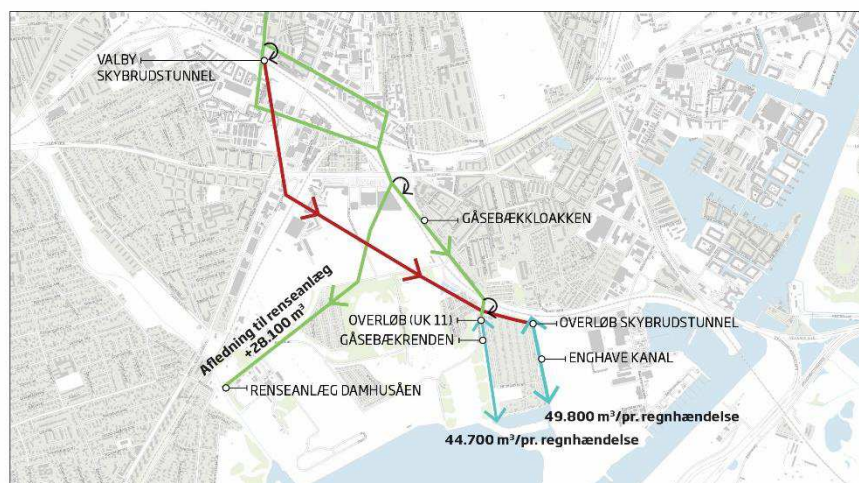 VALBY
SKYBRUDSTUNNEL
GÅSEBÆKKLOAKKEN
Afledning til renseanlæg
+28.100 m³
OVERLØB (UK 11)
GÅSEBÆKRENDEN
OVERLØB SKYBRUDSTUNNEL
ENGHAVE KANAL
RENSEANLÆG DAMHUSÅEN
49.800 m³/pr. regnhændelse
44.700 m³/pr. regnhændelse